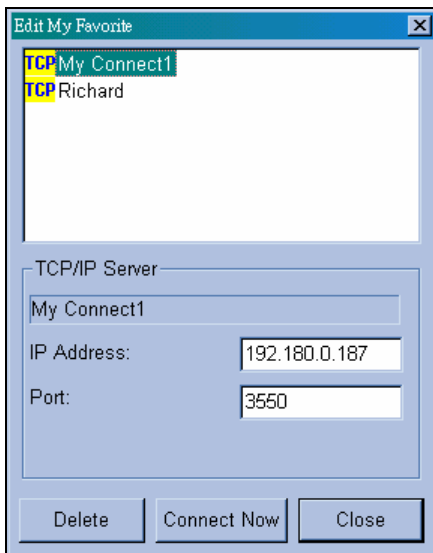 Edit My Favorite
TCP My Connect1
TCP Richard
TCP/IP Server
My Connect1
IP Address: 192.180.0.187
Port: 3550
Delete Connect Now Close